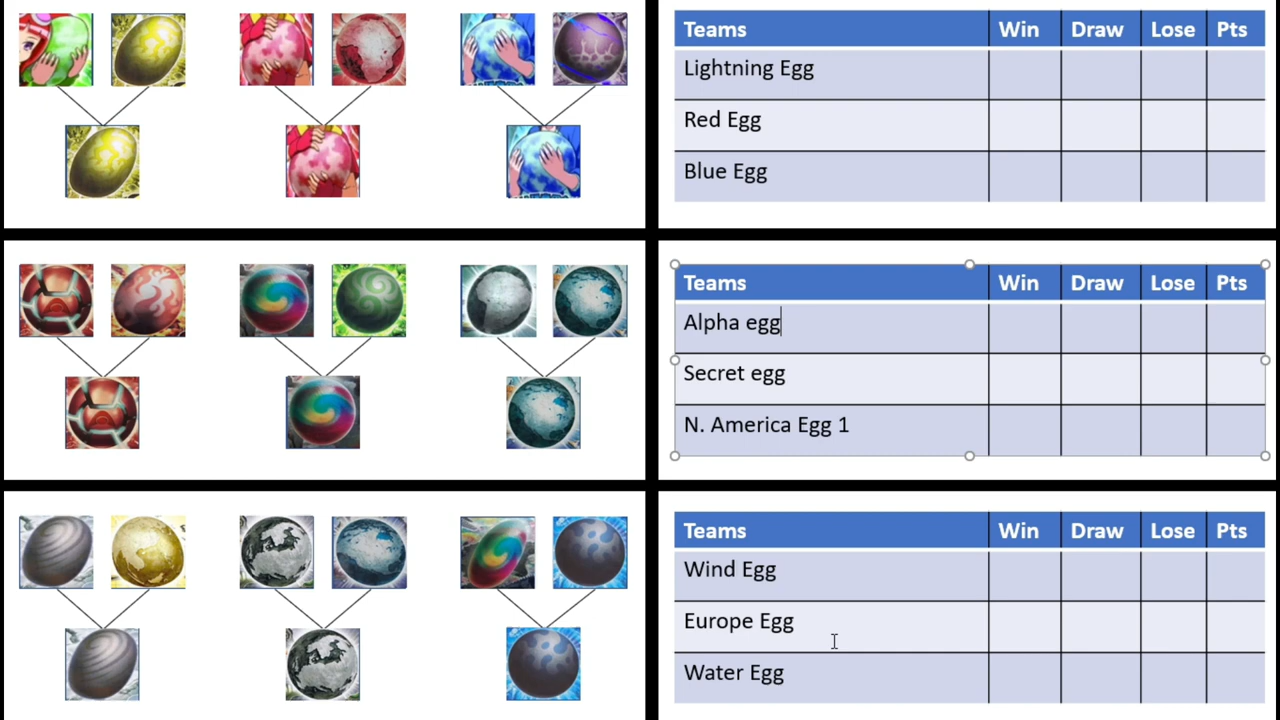 Teams Win Draw Lose Pts
Lightning Egg
Red Egg
Blue Egg
Teams Win Draw Lose Pts
Alpha egg
Secret egg
N. America Egg 1
Teams Win Draw Lose Pts
Wind Egg
Europe Egg
Water Egg